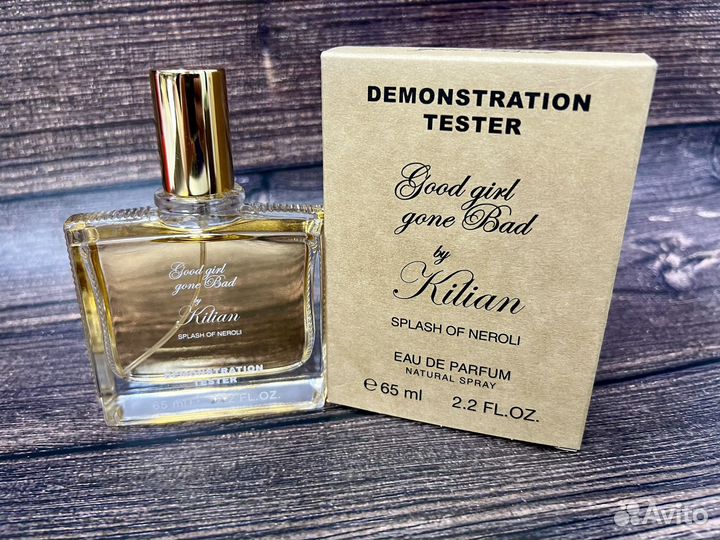 Good girl
gone Bad
by
Kilian
SPLASH OF NEROLI
DEMONSTRATION
TESTER
65 ml 2.2 FL.OZ.
DEMONSTRATION
TESTER
Good girl
gone Bad
by
Kilian
SPLASH OF NEROLI
EAU DE PARFUM
NATURAL SPRAY
e 65 ml 2.2 FL.OZ.
Avito